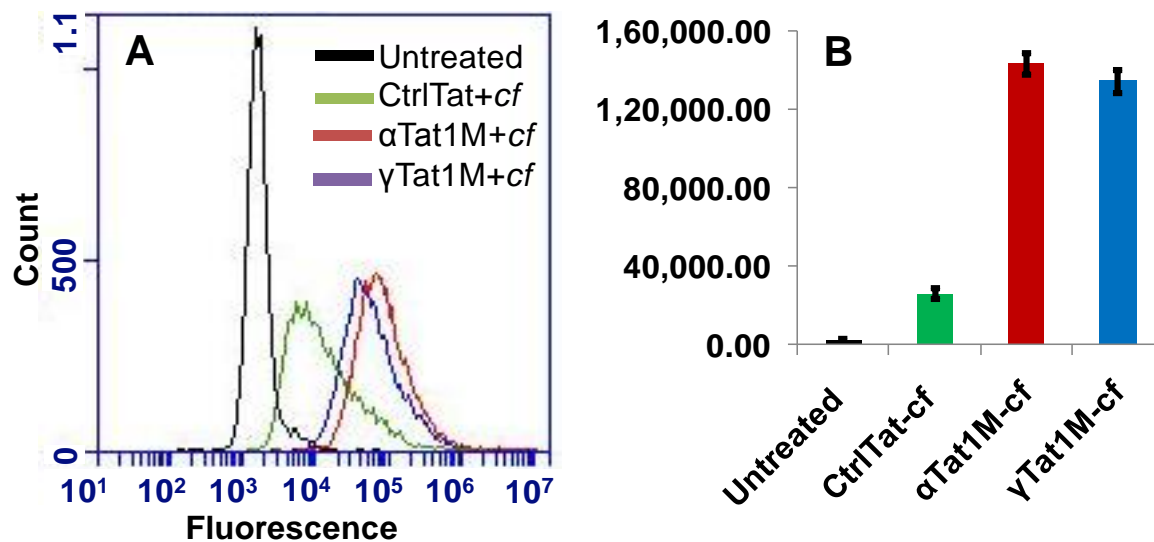 A
Untreated
CtrlTat+cf
αTat1M+cf
γTat1M+cf
Count
1.1
500
0
10¹ 10² 10³ 10⁴ 10⁵ 10⁶ 10⁷
Fluorescence
B
1,60,000.00
1,20,000.00
80,000.00
40,000.00
0.00
Untreated
CtrlTat-cf
αTat1M-cf
γTat1M-cf